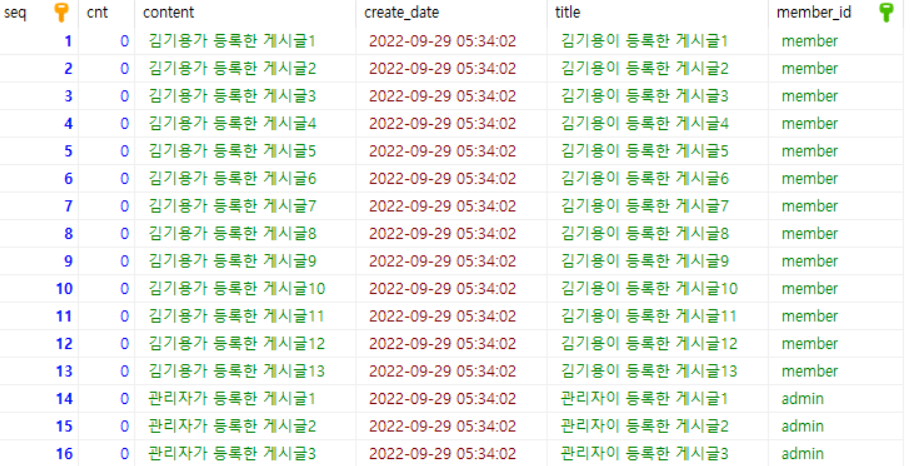 seq cnt content create_date title member_id
1 0 김기용가 등록한 게시글1 2022-09-29 05:34:02 김기용이 등록한 게시글1 member
2 0 김기용가 등록한 게시글2 2022-09-29 05:34:02 김기용이 등록한 게시글2 member
3 0 김기용가 등록한 게시글3 2022-09-29 05:34:02 김기용이 등록한 게시글3 member
4 0 김기용가 등록한 게시글4 2022-09-29 05:34:02 김기용이 등록한 게시글4 member
5 0 김기용가 등록한 게시글5 2022-09-29 05:34:02 김기용이 등록한 게시글5 member
6 0 김기용가 등록한 게시글6 2022-09-29 05:34:02 김기용이 등록한 게시글6 member
7 0 김기용가 등록한 게시글7 2022-09-29 05:34:02 김기용이 등록한 게시글7 member
8 0 김기용가 등록한 게시글8 2022-09-29 05:34:02 김기용이 등록한 게시글8 member
9 0 김기용가 등록한 게시글9 2022-09-29 05:34:02 김기용이 등록한 게시글9 member
10 0 김기용가 등록한 게시글10 2022-09-29 05:34:02 김기용이 등록한 게시글10 member
11 0 김기용가 등록한 게시글11 2022-09-29 05:34:02 김기용이 등록한 게시글11 member
12 0 김기용가 등록한 게시글12 2022-09-29 05:34:02 김기용이 등록한 게시글12 member
13 0 김기용가 등록한 게시글13 2022-09-29 05:34:02 김기용이 등록한 게시글13 member
14 0 관리자가 등록한 게시글1 2022-09-29 05:34:02 관리자이 등록한 게시글1 admin
15 0 관리자가 등록한 게시글2 2022-09-29 05:34:02 관리자이 등록한 게시글2 admin
16 0 관리자가 등록한 게시글3 2022-09-29 05:34:02 관리자이 등록한 게시글3 admin